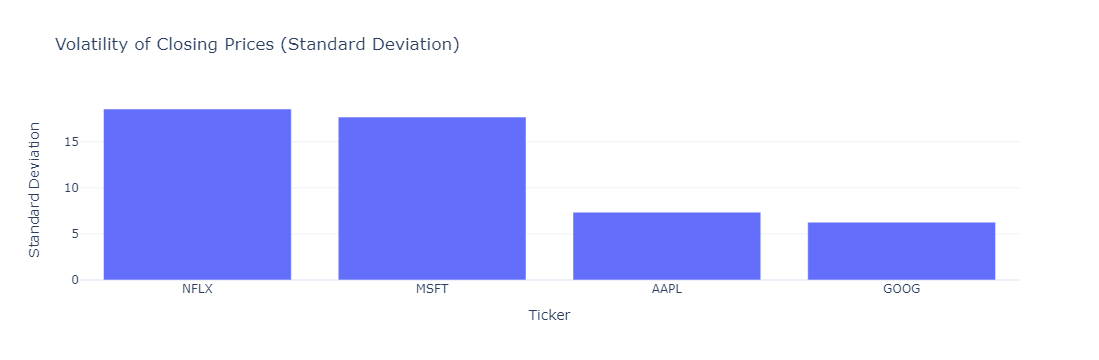 Volatility of Closing Prices (Standard Deviation)
Standard Deviation
15
10
5
0
NFLX MSFT AAPL GOOG
Ticker